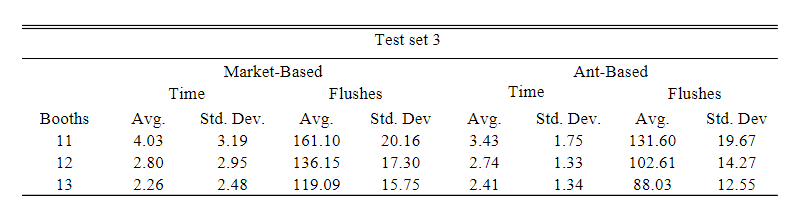 Test set 3
Market-Based Ant-Based
Time Flushes Time Flushes
Booths Avg. Std. Dev. Avg. Std. Dev Avg. Std. Dev. Avg. Std. Dev
11 4.03 3.19 161.10 20.16 3.43 1.75 131.60 19.67
12 2.80 2.95 136.15 17.30 2.74 1.33 102.61 14.27
13 2.26 2.48 119.09 15.75 2.41 1.34 88.03 12.55